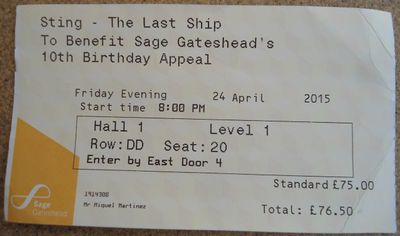 Sting - The Last Ship
To Benefit Sage Gateshead's
10th Birthday Appeal
Friday Evening 24 April 2015
Start time 8:00 PM
Hall 1 Level 1
Row:DD Seat:20
Enter by East Door 4
Standard £75.00
1414308
Mr Miguel Martinez
Sage
Gateshead
Total: £76.50